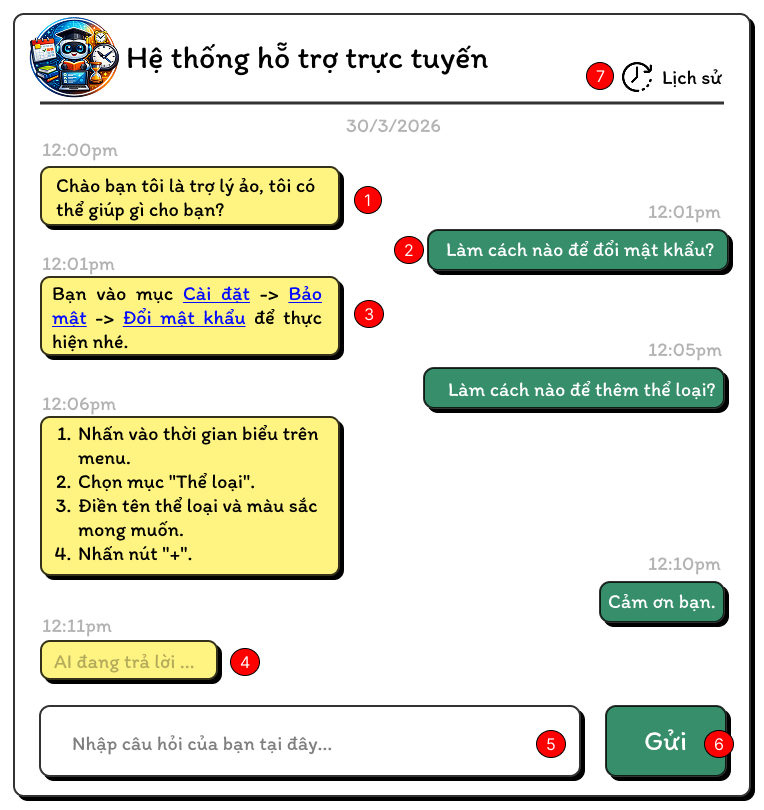 Hệ thống hỗ trợ trực tuyến
7 Lịch sử
30/3/2026
12:00pm
Chào bạn tôi là trợ lý ảo, tôi có
thể giúp gì cho bạn?
1
12:01pm
2 Làm cách nào để đổi mật khẩu?
12:01pm
Bạn vào mục Cài đặt -> Bảo
mật -> Đổi mật khẩu để thực
hiện nhé.
3
12:05pm
Làm cách nào để thêm thể loại?
12:06pm
1. Nhấn vào thời gian biểu trên
menu.
2. Chọn mục "Thể loại".
3. Điền tên thể loại và màu sắc
mong muốn.
4. Nhấn nút "+".
12:10pm
Cảm ơn bạn.
12:11pm
AI đang trả lời ... 4
Nhập câu hỏi của bạn tại đây... 5
Gửi 6